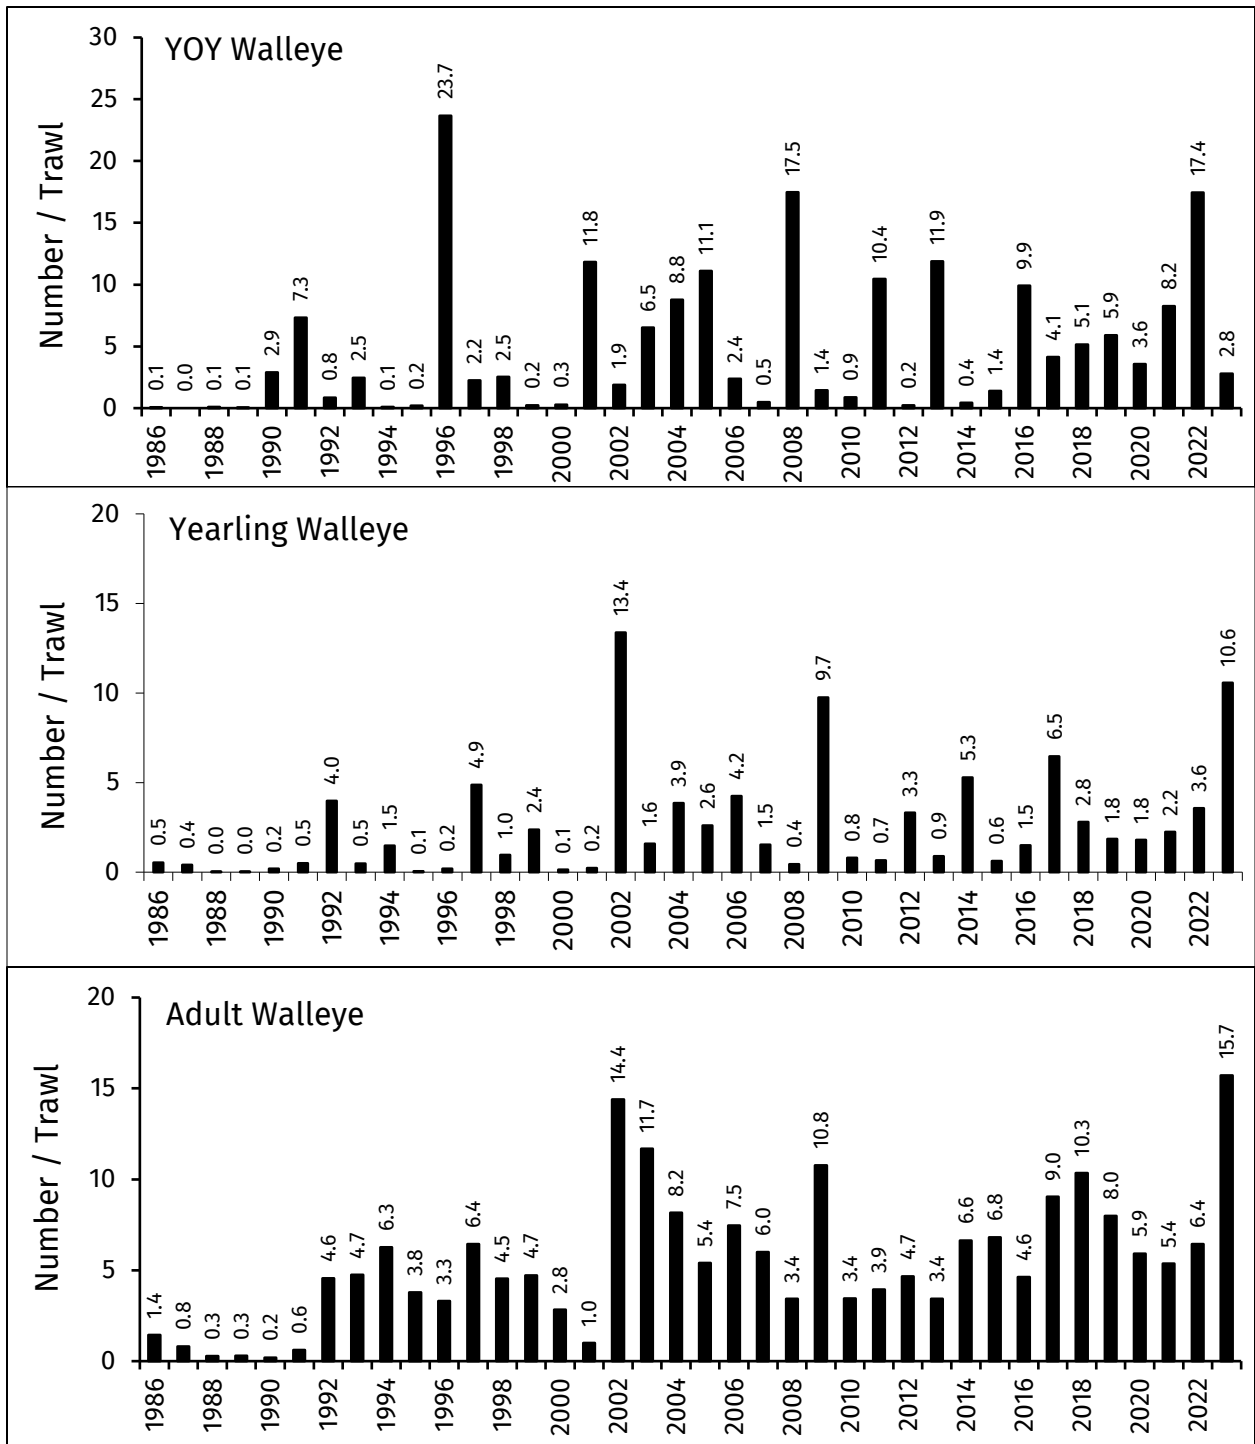 YOY Walleye
Number / Trawl
30
25
20
15
10
5
0
0.1 0.0 0.1 0.1 2.9 7.3 0.8 2.5 0.1 0.2 23.7 2.2 2.5 0.2 0.3 11.8 1.9 6.5 8.8 11.1 2.4 0.5 17.5 1.4 0.9 10.4 0.2 11.9 0.4 1.4 9.9 4.1 5.1 5.9 3.6 8.2 17.4 2.8
1986 1988 1990 1992 1994 1996 1998 2000 2002 2004 2006 2008 2010 2012 2014 2016 2018 2020 2022
Yearling Walleye
Number / Trawl
20
15
10
5
0
0.5 0.4 0.0 0.0 0.2 0.5 4.0 0.5 1.5 0.1 0.2 4.9 1.0 2.4 0.1 0.2 13.4 1.6 3.9 2.6 4.2 1.5 0.4 9.7 0.8 0.7 3.3 0.9 5.3 0.6 1.5 6.5 2.8 1.8 1.8 2.2 3.6 10.6
1986 1988 1990 1992 1994 1996 1998 2000 2002 2004 2006 2008 2010 2012 2014 2016 2018 2020 2022
Adult Walleye
Number / Trawl
20
15
10
5
0
1.4 0.8 0.3 0.3 0.2 0.6 4.6 4.7 6.3 3.8 3.3 6.4 4.5 4.7 2.8 1.0 14.4 11.7 8.2 5.4 7.5 6.0 3.4 10.8 3.4 3.9 4.7 3.4 6.6 6.8 4.6 9.0 10.3 8.0 5.9 5.4 6.4 15.7
1986 1988 1990 1992 1994 1996 1998 2000 2002 2004 2006 2008 2010 2012 2014 2016 2018 2020 2022